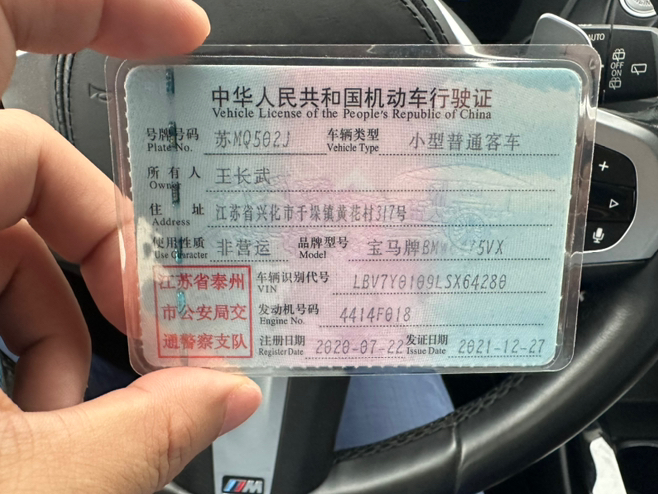 中华人民共和国机动车行驶证
Vehicle License of the People's Republic of China
号牌号码 苏MQ502J 车辆类型 小型普通客车
Plate No. Vehicle Type
所有人 王长武
Owner
住址 江苏省兴化市千垛镇黄花村317号
Address
使用性质 非营运 品牌型号 宝马牌BM 5VX
Use Character Model
江苏省泰州
市公安局交
通警察支队
车辆识别代号 LBV7Y0109LSX64280
VIN
发动机号码 4414F018
Engine No.
注册日期 2020-07-22 发证日期 2021-12-27
Register Date Issue Date
AUTO
OFF
ON
M